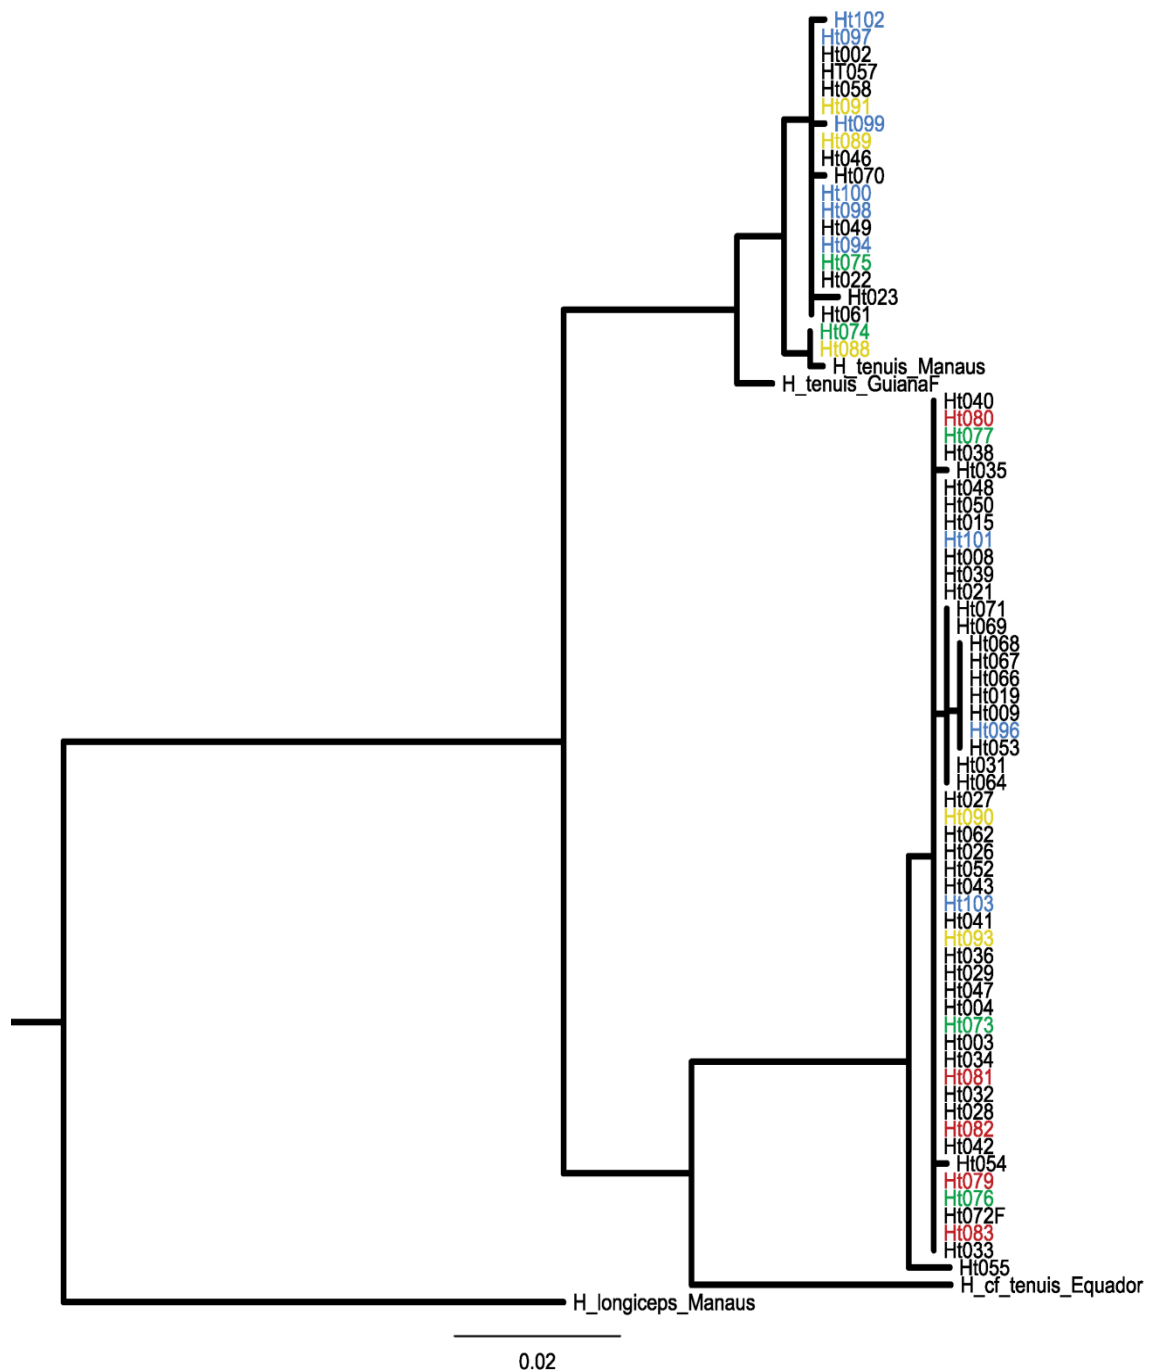 Ht102
Ht097
Ht002
HT057
Ht058
Ht091
Ht099
Ht089
Ht046
Ht070
Ht100
Ht098
Ht049
Ht094
Ht075
Ht022
Ht023
Ht061
Ht074
Ht088
H_tenuis_Manaus
H_tenuis_GuianaF
Ht040
Ht080
Ht077
Ht038
Ht035
Ht048
Ht050
Ht015
Ht101
Ht008
Ht039
Ht021
Ht071
Ht069
Ht068
Ht067
Ht066
Ht019
Ht009
Ht096
Ht053
Ht031
Ht064
Ht027
Ht090
Ht062
Ht026
Ht052
Ht043
Ht103
Ht041
Ht093
Ht036
Ht029
Ht047
Ht004
Ht073
Ht003
Ht034
Ht081
Ht032
Ht028
Ht082
Ht042
Ht054
Ht079
Ht076
Ht072F
Ht083
Ht033
Ht055
H_cf_tenuis_Equador
H_longiceps_Manaus
0.02